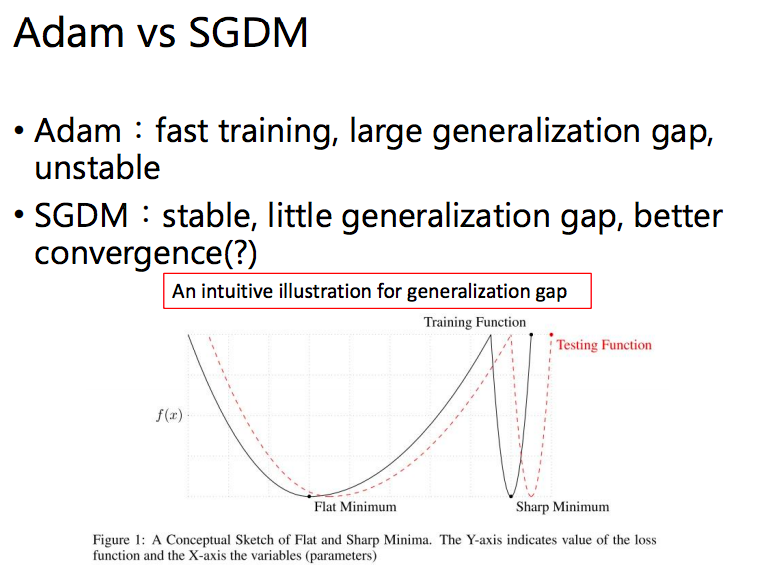 Adam vs SGDM
• Adam：fast training, large generalization gap,
unstable
• SGDM：stable, little generalization gap, better
convergence(?)
An intuitive illustration for generalization gap
Training Function
Testing Function
f(x)
Flat Minimum
Sharp Minimum
Figure 1: A Conceptual Sketch of Flat and Sharp Minima. The Y-axis indicates value of the loss
function and the X-axis the variables (parameters)